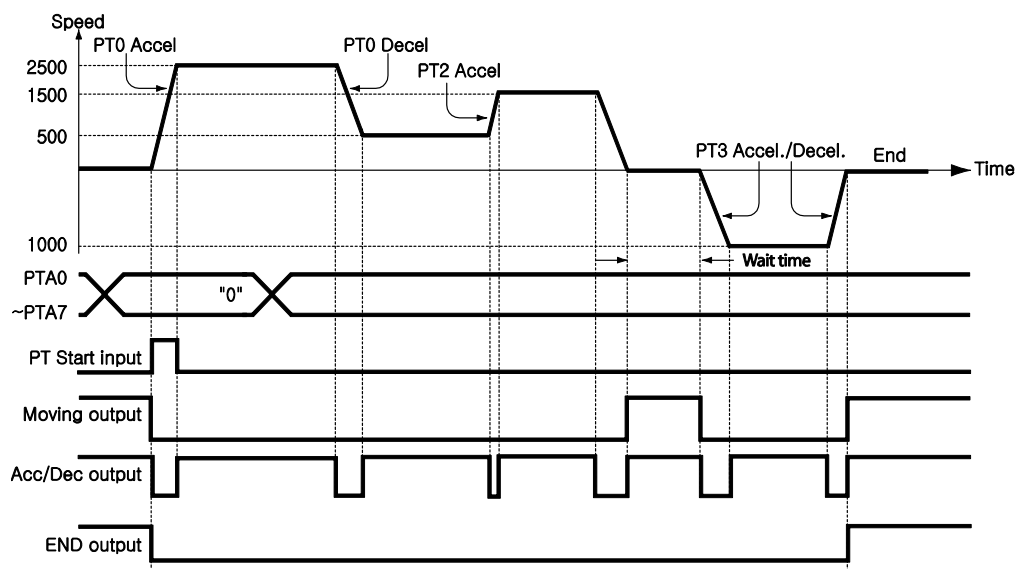 Speed
PT0 Accel
PT0 Decel
PT2 Accel
2500
1500
500
PT3 Accel./Decel.
End
Time
1000
Wait time
PTA0
"0"
~PTA7
PT Start input
Moving output
Acc/Dec output
END output